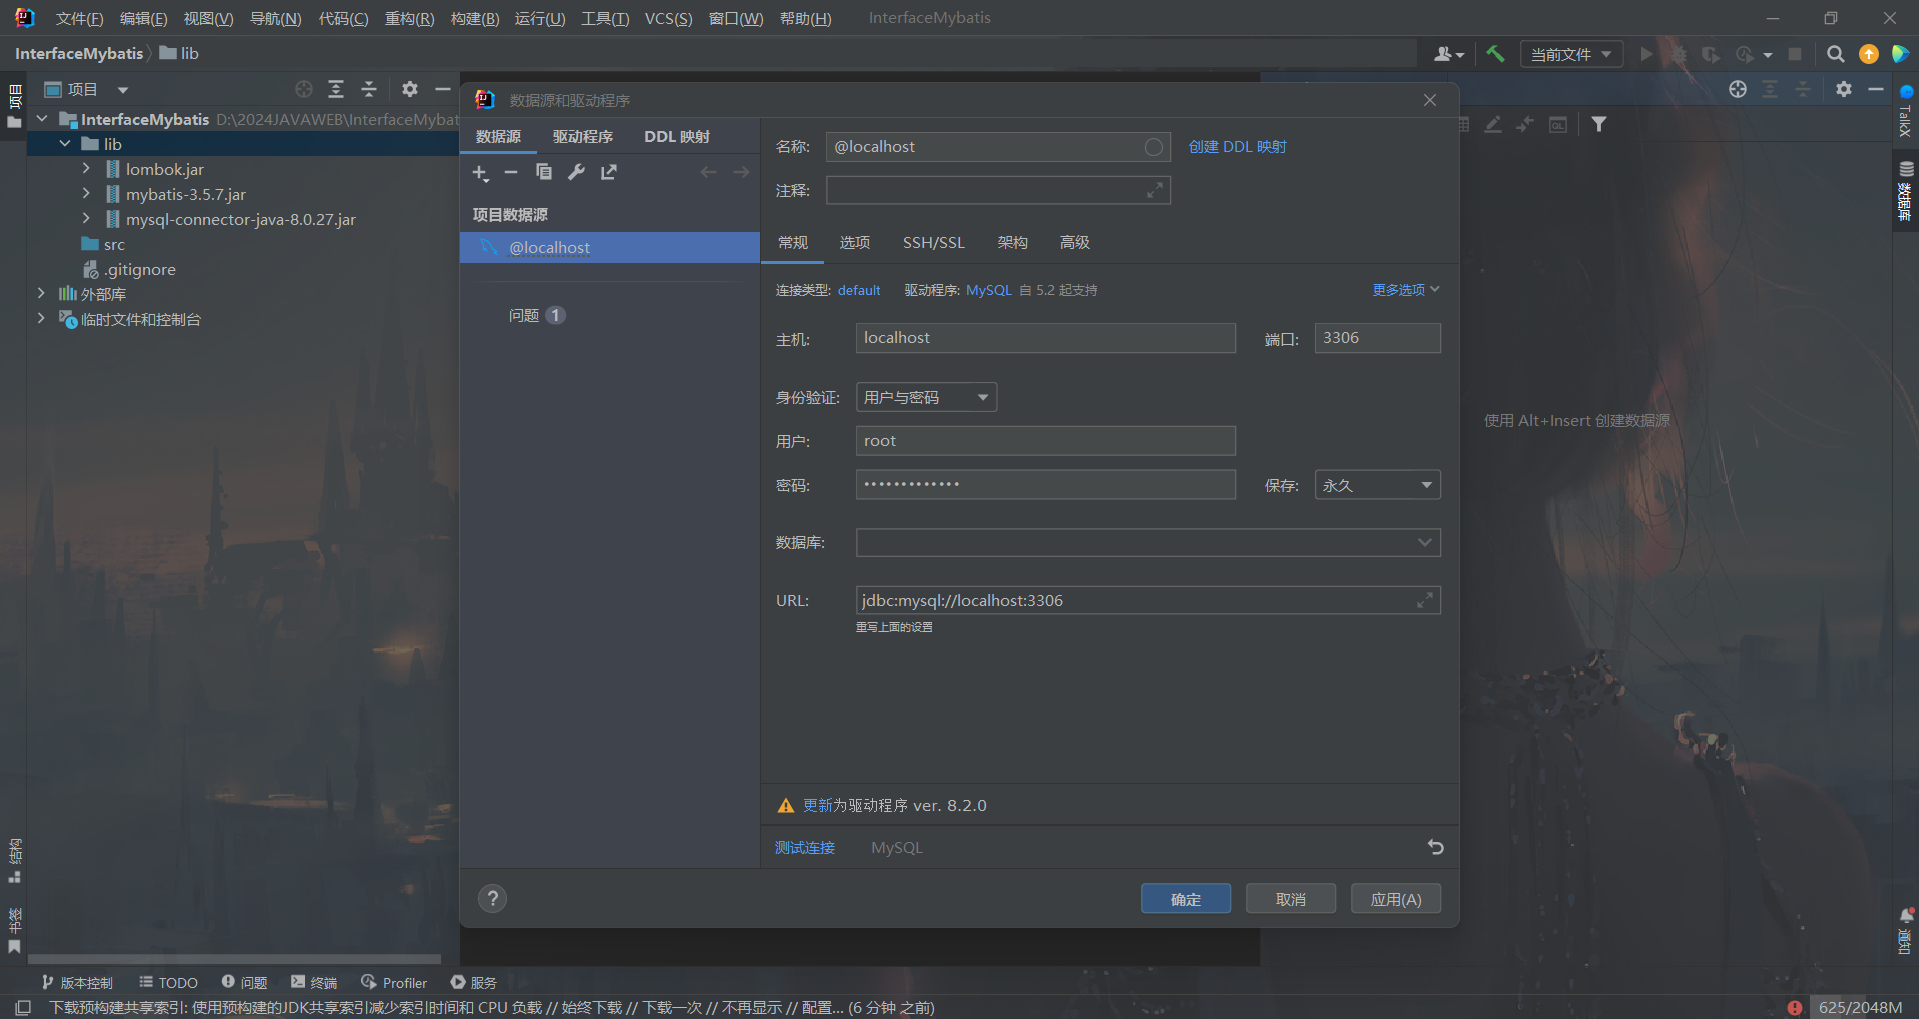 文件(F) 编辑(E) 视图(V) 导航(N) 代码(C) 重构(R) 构建(B) 运行(U) 工具(T) VCS(S) 窗口(W) 帮助(H) InterfaceMybatis
InterfaceMybatis lib 当前文件
项目
项目
InterfaceMybatis D:\2024JAVAWEB\InterfaceMybat
lib
lombok.jar
mybatis-3.5.7.jar
mysql-connector-java-8.0.27.jar
src
.gitignore
外部库
临时文件和控制台
结构
书签
数据源和驱动程序
数据源 驱动程序 DDL 映射
项目数据源
@localhost
问题 1
名称: @localhost 创建 DDL 映射
注释:
常规 选项 SSH/SSL 架构 高级
连接类型: default 驱动程序: MySQL 自 5.2 起支持 更多选项
主机: localhost 端口: 3306
身份验证: 用户与密码
用户: root
密码: ••••••••••••• 保存: 永久
数据库:
URL: jdbc:mysql://localhost:3306
重写上面的设置
更新为驱动程序 ver. 8.2.0
测试连接 MySQL
? 确定 取消 应用(A)
QL
使用 Alt+Insert 创建数据源
TalkX
数据库
通知
版本控制 TODO 问题 终端 Profiler 服务
下载预构建共享索引: 使用预构建的JDK共享索引减少索引时间和 CPU 负载 // 始终下载 // 下载一次 // 不再显示 // 配置... (6 分钟 之前) 625/2048M